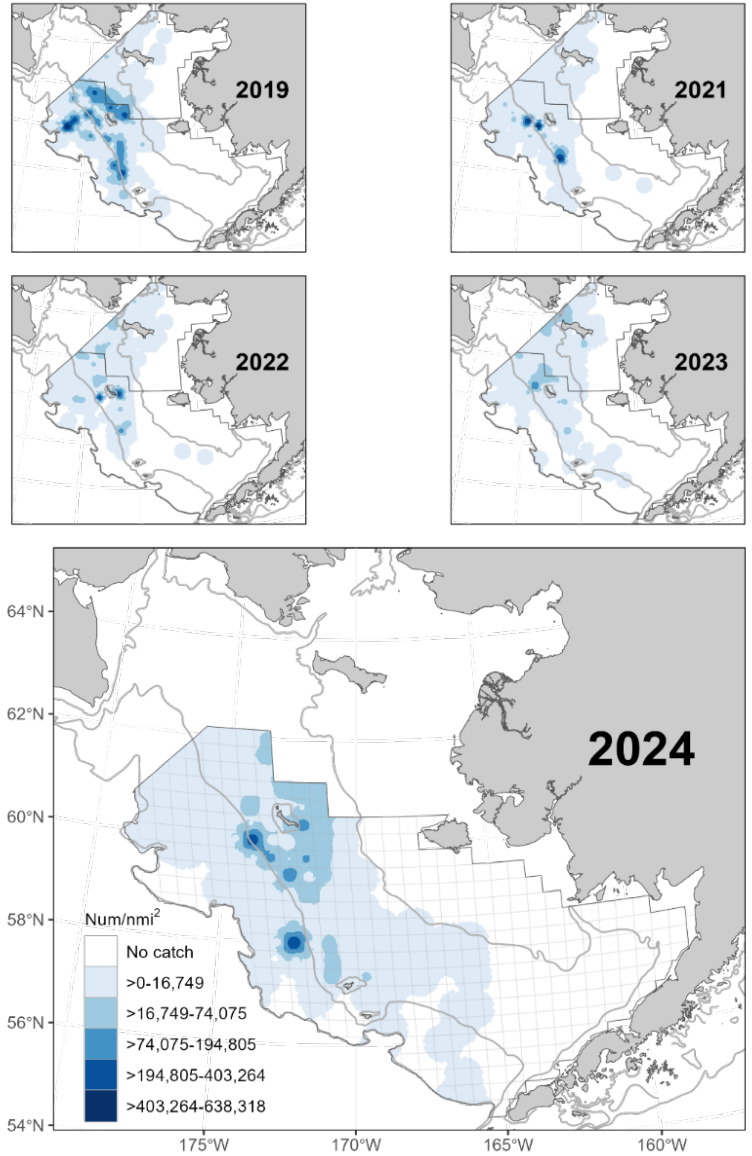 2019
2021
2022
2023
2024
64°N
62°N
60°N
58°N
56°N
54°N
Num/nmi²
No catch
>0-16,749
>16,749-74,075
>74,075-194,805
>194,805-403,264
>403,264-638,318
175°W
170°W
165°W
160°W